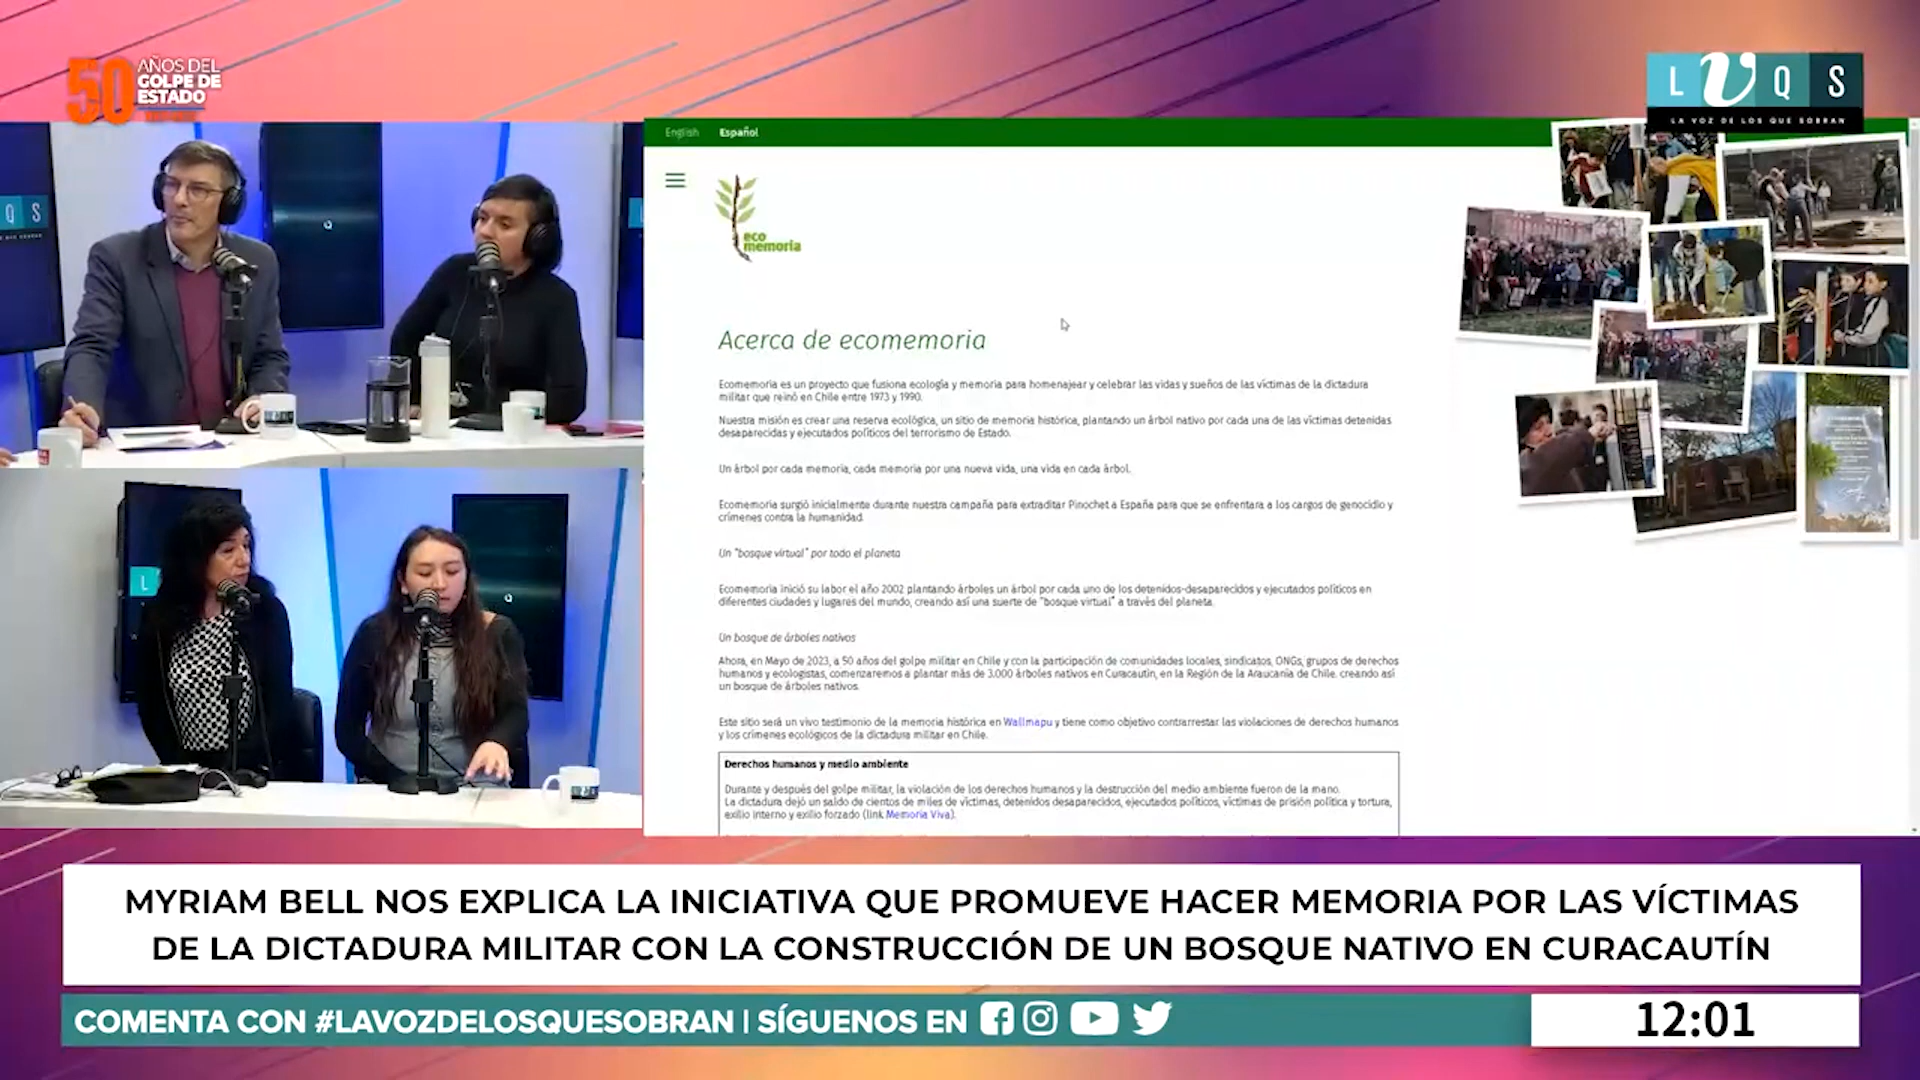 50 AÑOS DEL
GOLPE DE
ESTADO
L V Q S
LA VOZ DE LOS QUE SOBRAN
Q S
L
English Español
eco
memoria
Acerca de ecomemoria
Ecomemoria es un proyecto que fusiona ecología y memoria para homenajear y celebrar las vidas y sueños de las víctimas de la dictadura
militar que reinó en Chile entre 1973 y 1990.
Nuestra misión es crear una reserva ecológica, un sitio de memoria histórica, plantando un árbol nativo por cada una de las víctimas detenidas
desaparecidas y ejecutados políticos del terrorismo de Estado.
Un árbol por cada memoria, cada memoria por una nueva vida, una vida en cada árbol.
Ecomemoria surgió inicialmente durante nuestra campaña para extraditar Pinochet a España para que se enfrentara a los cargos de genocidio y
crímenes contra la humanidad.
Un "bosque virtual" por todo el planeta
Ecomemoria inició su labor el año 2002 plantando árboles un árbol por cada uno de los detenidos-desaparecidos y ejecutados políticos en
diferentes ciudades y lugares del mundo, creando así una suerte de "bosque virtual" a través del planeta.
Un bosque de árboles nativos
Ahora, en Mayo de 2023, a 50 años del golpe militar en Chile y con la participación de comunidades locales, sindicatos, ONGs, grupos de derechos
humanos y ecologistas, comenzaremos a plantar más de 3.000 árboles nativos en Curacautín, en la Región de la Araucanía de Chile. creando así
un bosque de árboles nativos.
Este sitio será un vivo testimonio de la memoria histórica en Wallmapu y tiene como objetivo contrarrestar las violaciones de derechos humanos
y los crímenes ecológicos de la dictadura militar en Chile.
Derechos humanos y medio ambiente
Durante y después del golpe militar, la violación de los derechos humanos y la destrucción del medio ambiente fueron de la mano.
La dictadura dejó un saldo de cientos de miles de víctimas, detenidos desaparecidos, ejecutados políticos, víctimas de prisión política y tortura,
exilio interno y exilio forzado (link Memoria Viva).
MYRIAM BELL NOS EXPLICA LA INICIATIVA QUE PROMUEVE HACER MEMORIA POR LAS VÍCTIMAS
DE LA DICTADURA MILITAR CON LA CONSTRUCCIÓN DE UN BOSQUE NATIVO EN CURACAUTÍN
COMENTA CON #LAVOZDELOSQUESOBRAN | SÍGUENOS EN
12:01